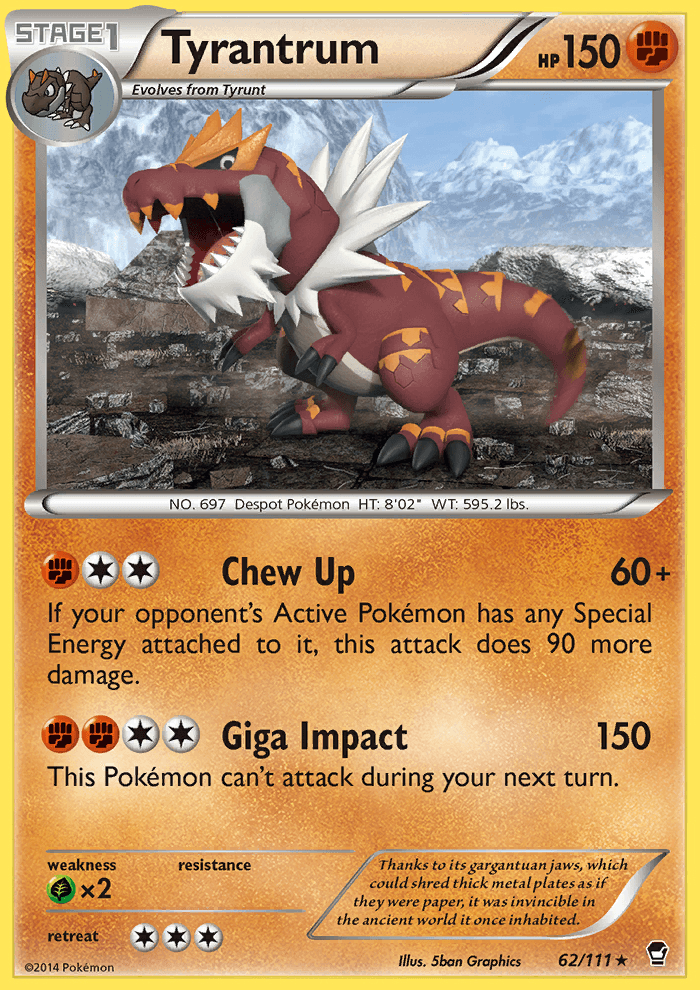 STAGE1
Tyrantrum
HP150
Evolves from Tyrunt
NO. 697 Despot Pokémon HT: 8'02" WT: 595.2 lbs.
Chew Up 60+
If your opponent's Active Pokémon has any Special
Energy attached to it, this attack does 90 more
damage.
Giga Impact 150
This Pokémon can't attack during your next turn.
weakness resistance
×2
retreat
Thanks to its gargantuan jaws, which
could shred thick metal plates as if
they were paper, it was invincible in
the ancient world it once inhabited.
©2014 Pokémon
Illus. 5ban Graphics 62/111★